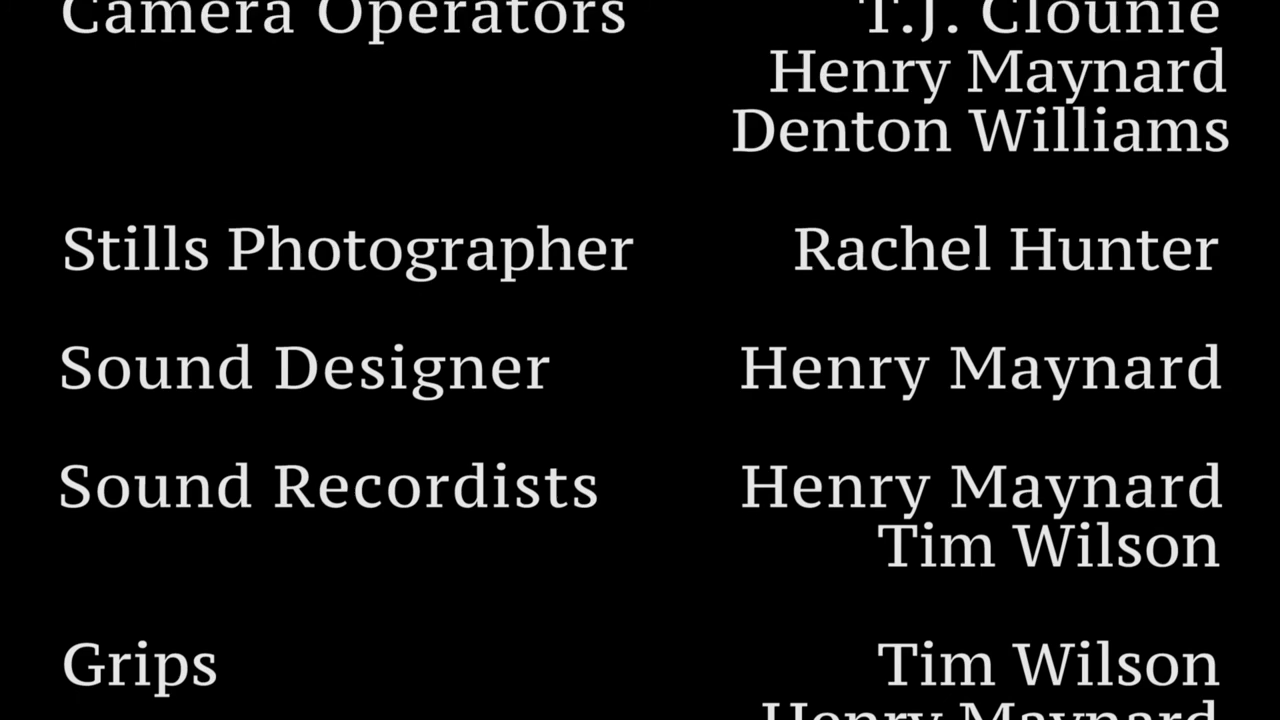 Camera Operators T.J. Clounie
Henry Maynard
Denton Williams
Stills Photographer Rachel Hunter
Sound Designer Henry Maynard
Sound Recordists Henry Maynard
Tim Wilson
Grips Tim Wilson
Henry Maynard